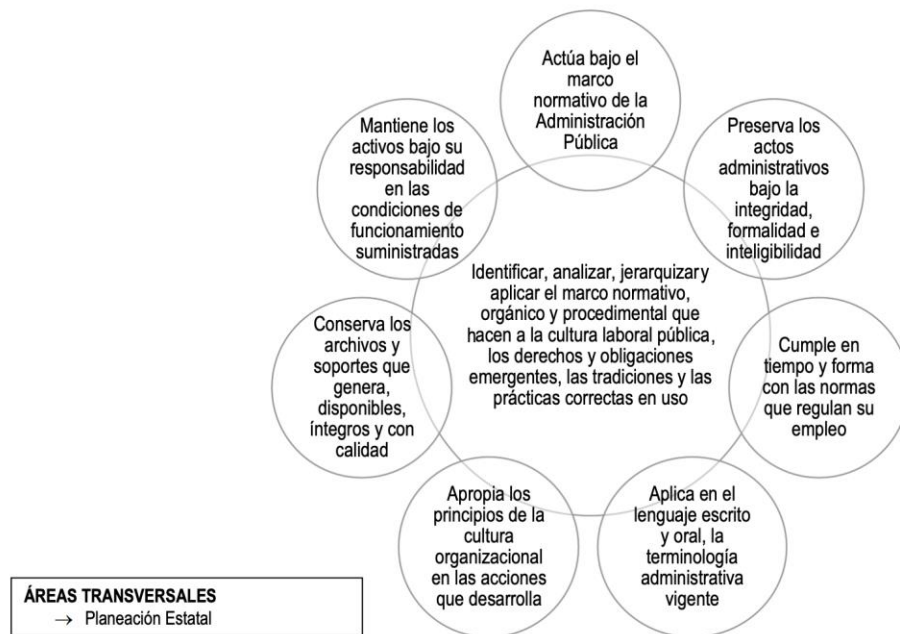 Actúa bajo el
marco
normativo de la
Administración
Pública
Preserva los
actos
administrativos
bajo la
integridad,
formalidad e
inteligibilidad
Cumple en
tiempo y forma
con las normas
que regulan su
empleo
Aplica en el
lenguaje escrito
y oral, la
terminología
administrativa
vigente
Apropia los
principios de la
cultura
organizacional
en las acciones
que desarrolla
Conserva los
archivos y
soportes que
genera,
disponibles,
íntegros y con
calidad
Mantiene los
activos bajo su
responsabilidad
en las
condiciones de
funcionamiento
suministradas
Identificar, analizar, jerarquizar y
aplicar el marco normativo,
orgánico y procedimental que
hacen a la cultura laboral pública,
los derechos y obligaciones
emergentes, las tradiciones y las
prácticas correctas en uso
ÁREAS TRANSVERSALES
→ Planeación Estatal